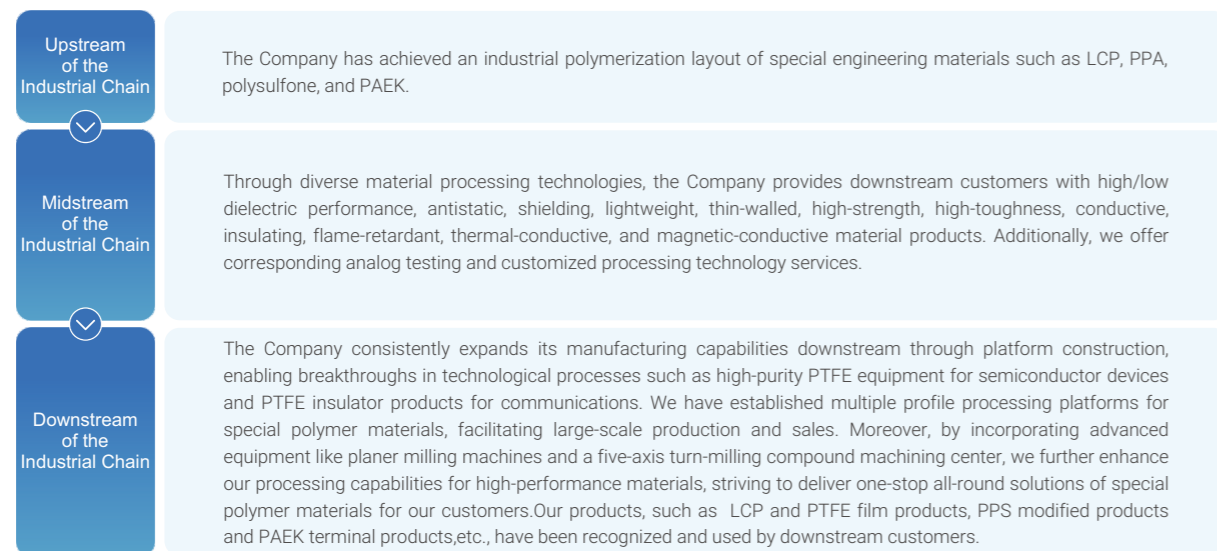 Upstream
of the
Industrial Chain
The Company has achieved an industrial polymerization layout of special engineering materials such as LCP, PPA,
polysulfone, and PAEK.
Midstream
of the
Industrial Chain
Through diverse material processing technologies, the Company provides downstream customers with high/low
dielectric performance, antistatic, shielding, lightweight, thin-walled, high-strength, high-toughness, conductive,
insulating, flame-retardant, thermal-conductive, and magnetic-conductive material products. Additionally, we offer
corresponding analog testing and customized processing technology services.
Downstream
of the
Industrial Chain
The Company consistently expands its manufacturing capabilities downstream through platform construction,
enabling breakthroughs in technological processes such as high-purity PTFE equipment for semiconductor devices
and PTFE insulator products for communications. We have established multiple profile processing platforms for
special polymer materials, facilitating large-scale production and sales. Moreover, by incorporating advanced
equipment like planer milling machines and a five-axis turn-milling compound machining center, we further enhance
our processing capabilities for high-performance materials, striving to deliver one-stop all-round solutions of special
polymer materials for our customers.Our products, such as LCP and PTFE film products, PPS modified products
and PAEK terminal products,etc., have been recognized and used by downstream customers.